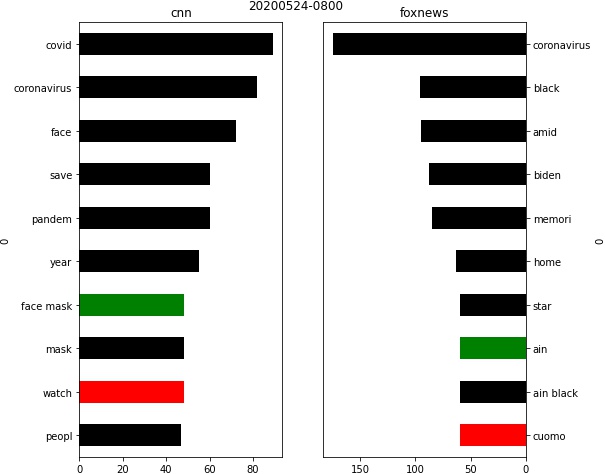 20200524-0800
cnn
foxnews
covid
coronavirus
face
save
pandem
year
face mask
mask
watch
peopl
0
0 20 40 60 80
coronavirus
black
amid
biden
memori
home
star
ain
ain black
cuomo
0
150 100 50 0